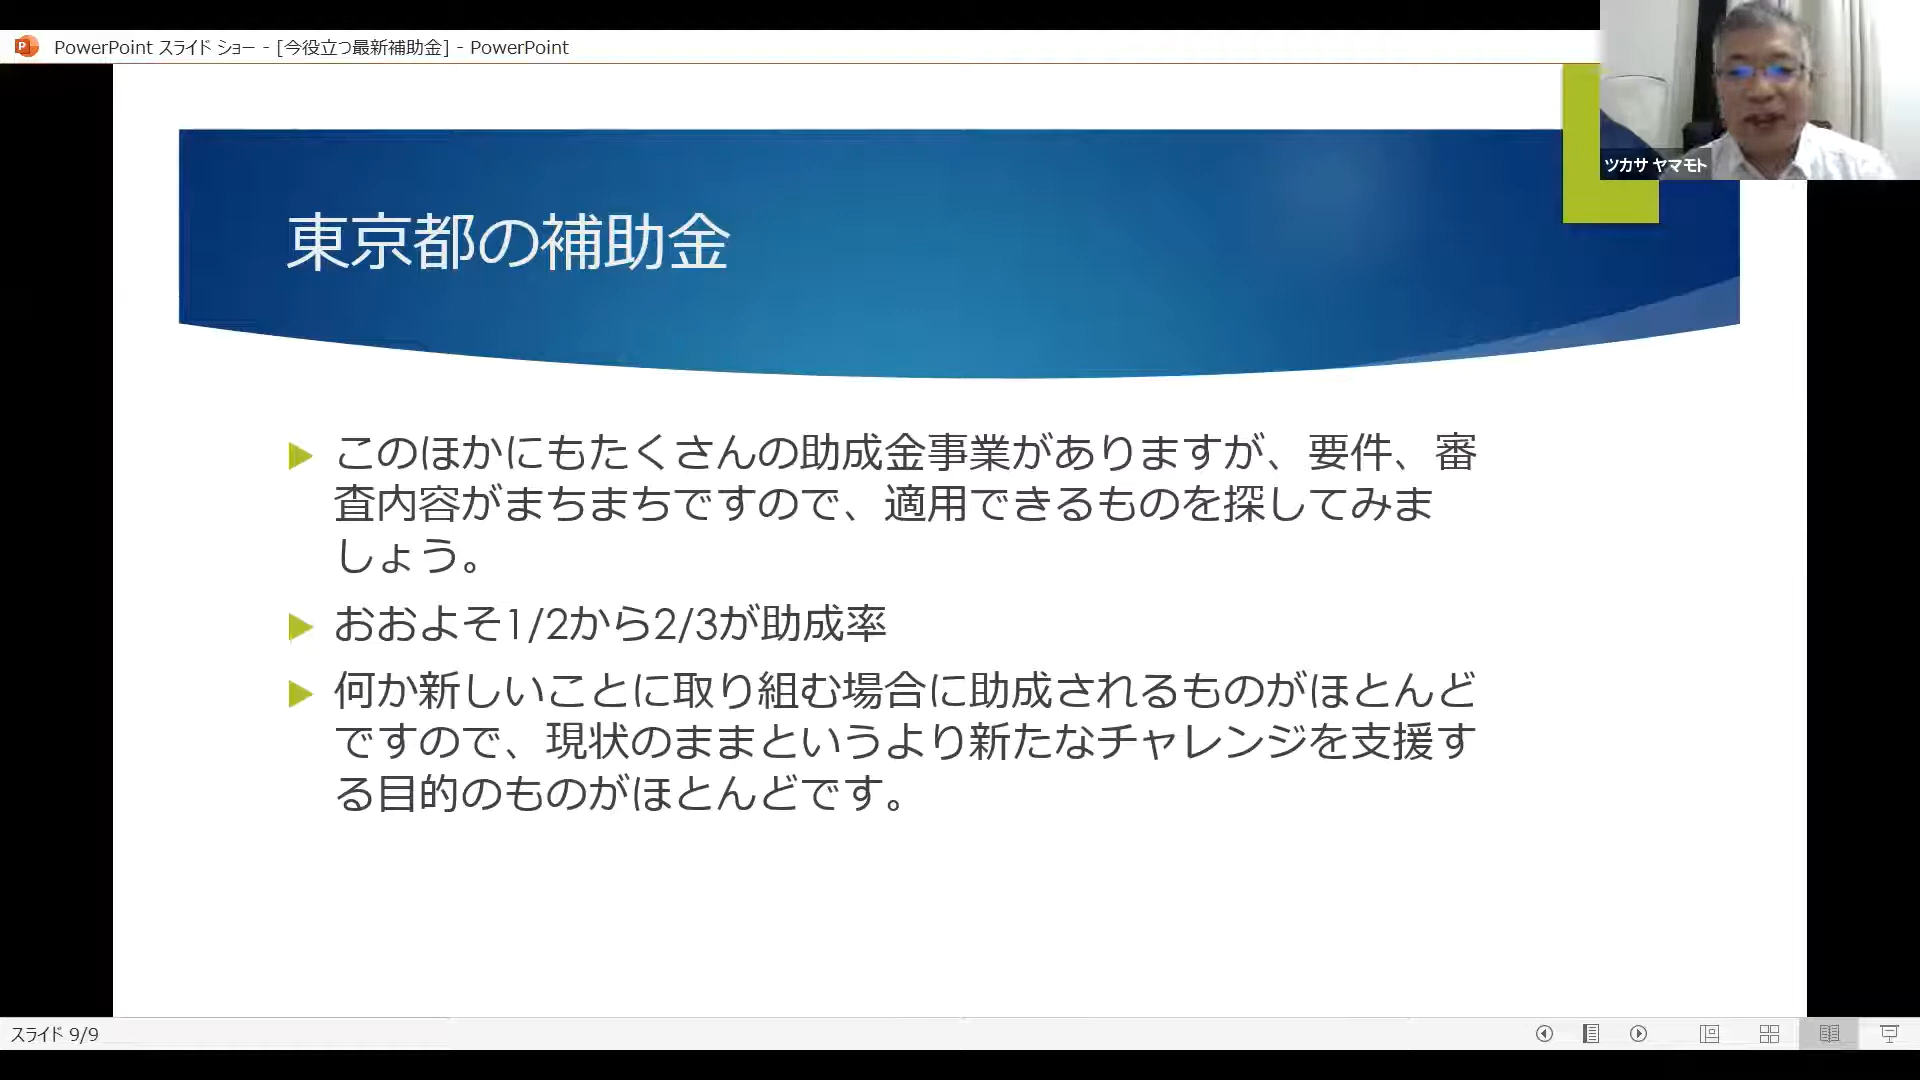 PowerPoint スライド ショー - [今役立つ最新補助金] - PowerPoint
ツカサ ヤマモト
東京都の補助金
このほかにもたくさんの助成金事業がありますが、要件、審
査内容がまちまちですので、適用できるものを探してみま
しょう。
おおよそ1/2から2/3が助成率
何か新しいことに取り組む場合に助成されるものがほとんど
ですので、現状のままというより新たなチャレンジを支援す
る目的のものがほとんどです。
スライド 9/9